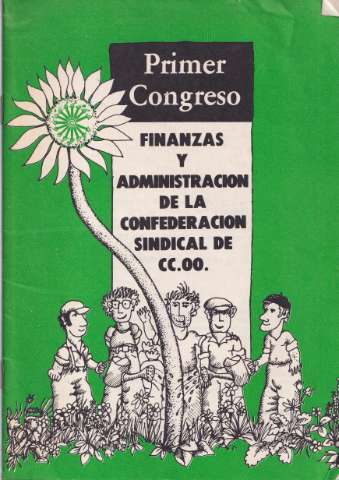 Primer
Congreso
FINANZAS
Y
ADMINISTRACION
DE LA
CONFEDERACION
SINDICAL DE
CC.OO.